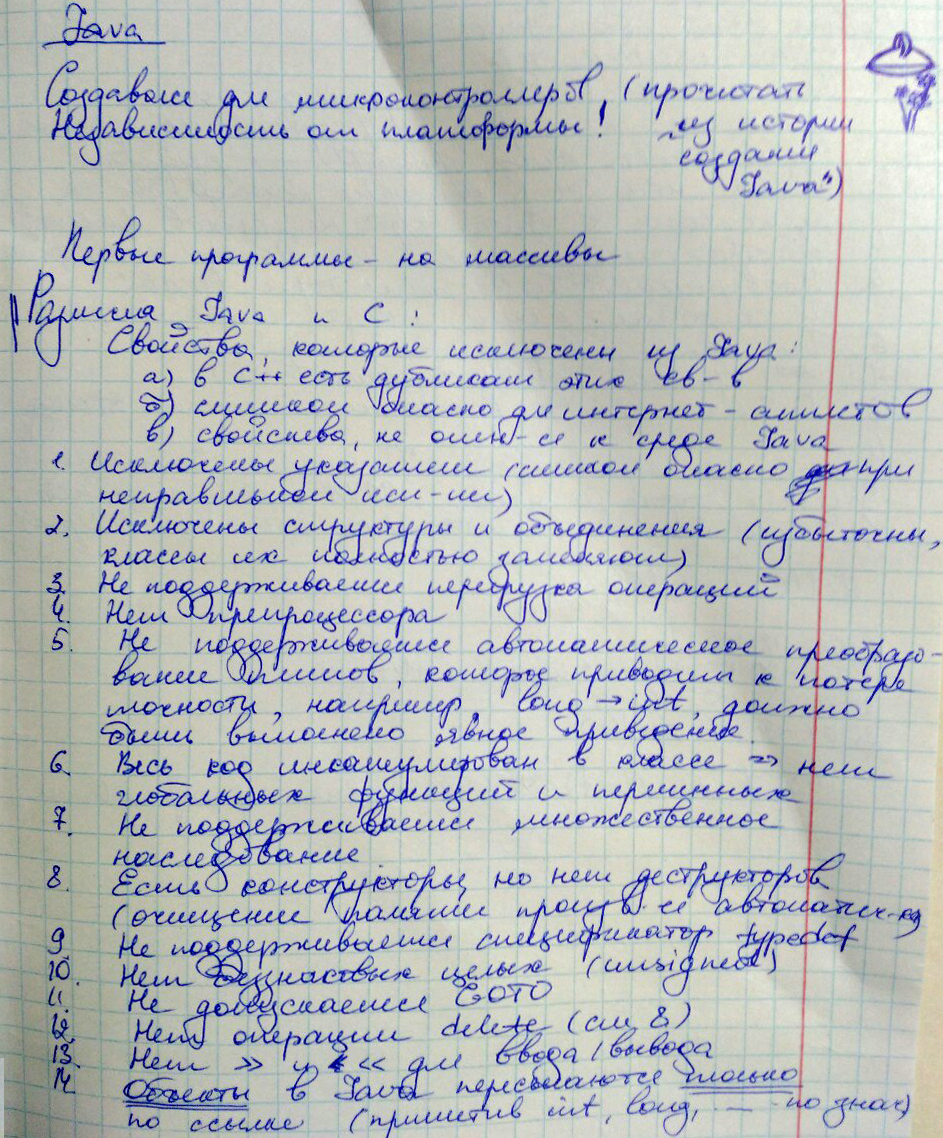 Java
Создавался для микроконтроллеров, (прочитать
Независимость от платформы! "из истории
создания
Java")
Первые программы - на массивы
Различия Java и C :
Свойства, которые исключены из Java:
а) в C++ есть дубликаты этих св-в
б) слишком опасно для интернет-апплетов
в) свойства, не отн-ся к среде Java
1. Исключены указатели (слишком опасно при
неправильном исп-ии)
2. Исключены структуры и объединения (избыточны,
классы их полностью заменяют)
3. Не поддерживается перегрузка операций
4. Нет препроцессора
5. Не поддерживается автоматическое преобразо-
вание типов, которое приводит к потере
точности, например, long → int, должно
быть выполнено явное приведение.
6. Весь код инкапсулирован в классе => нет
глобальных функций и переменных
7. Не поддерживается множественное
наследование.
8. Есть конструкторы, но нет деструкторов
(очищение памяти произв-ся автоматич-ки)
9. Не поддерживается спецификатор typedef
10. Нет беззнаковых целых (unsigned)
11. Не допускается GOTO
12. Нет операции delete (см 8)
13. Нет >> и << для ввода/вывода
14 Объекты в Java пересылаются только
по ссылке (примитив int, long, ... по знач)